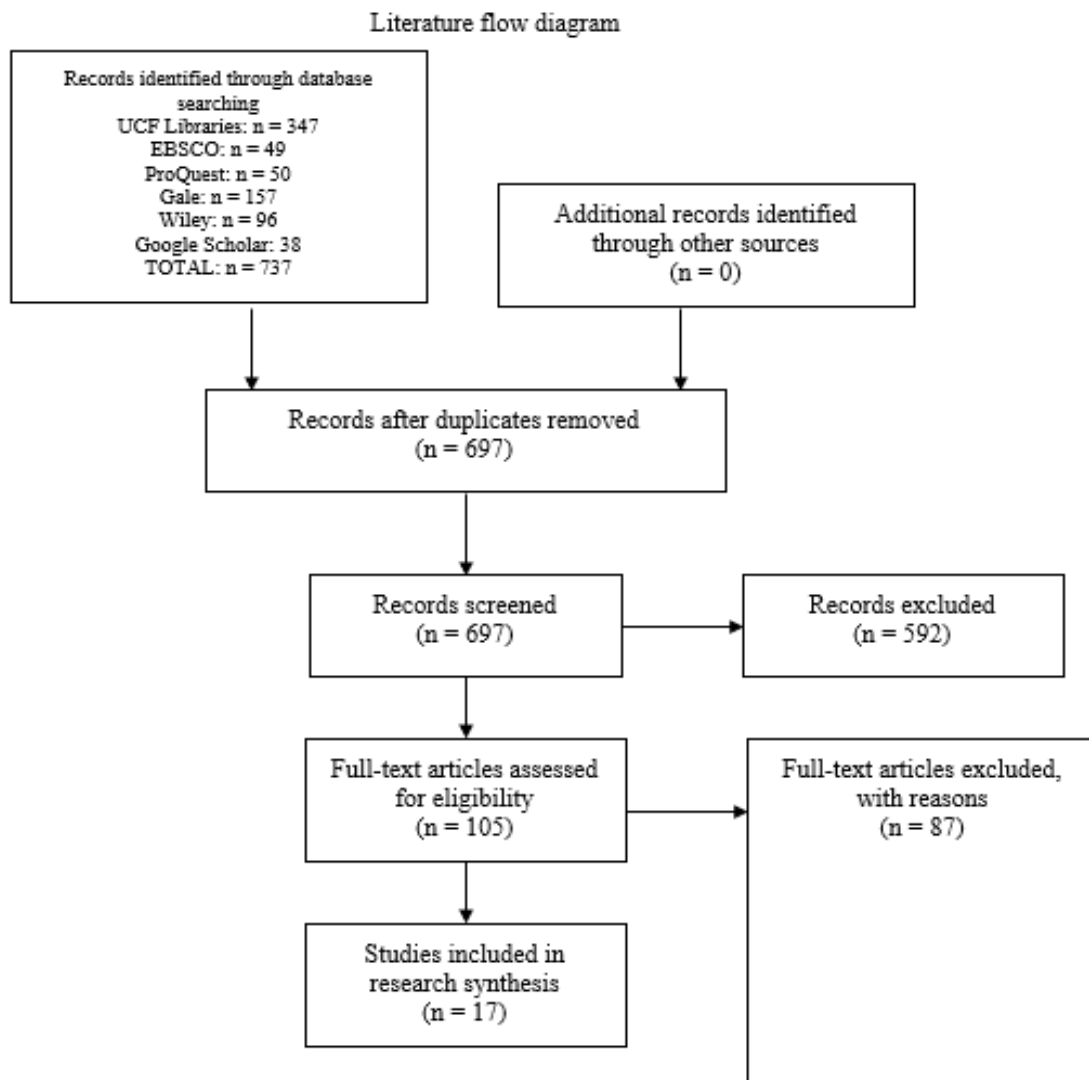 Literature flow diagram
Records identified through database
searching
UCF Libraries: n = 347
EBSCO: n = 49
ProQuest: n = 50
Gale: n = 157
Wiley: n = 96
Google Scholar: 38
TOTAL: n = 737
Additional records identified
through other sources
(n = 0)
Records after duplicates removed
(n = 697)
Records screened
(n = 697)
Records excluded
(n = 592)
Full-text articles assessed
for eligibility
(n = 105)
Full-text articles excluded,
with reasons
(n = 87)
Studies included in
research synthesis
(n = 17)